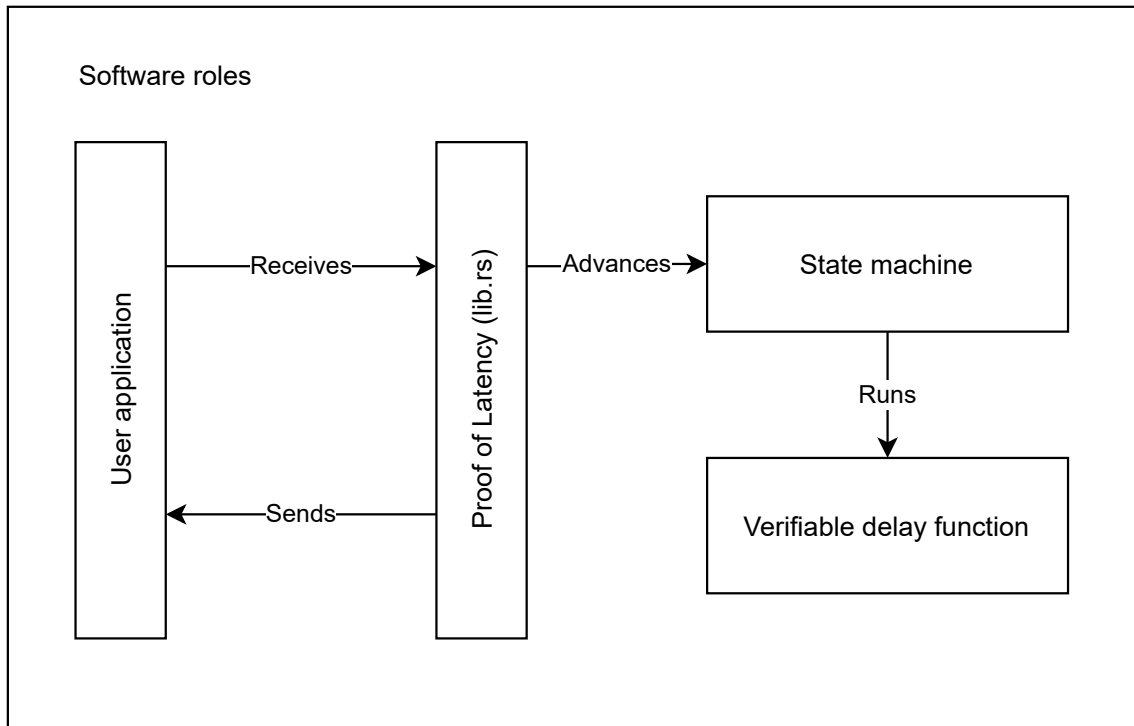 Software roles
User application
Receives
Sends
Proof of Latency (lib.rs)
Advances
State machine
Runs
Verifiable delay function